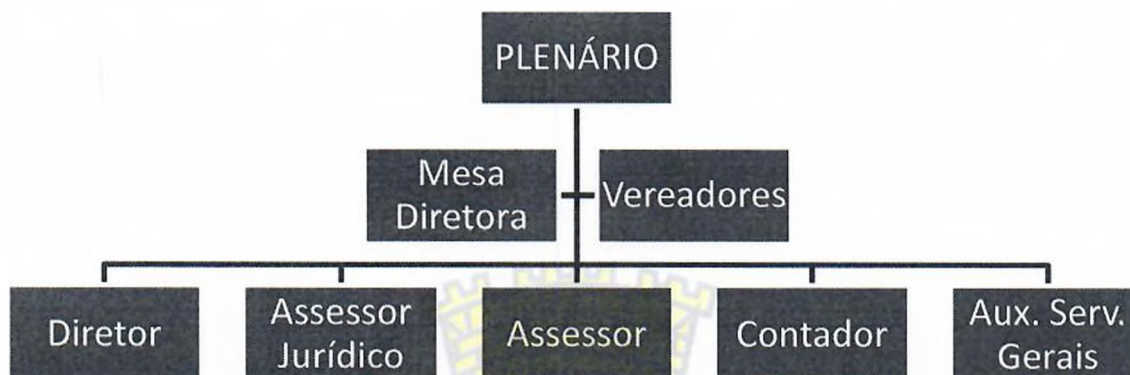 PLENÁRIO
Mesa
Diretora
Vereadores
Diretor
Assessor
Jurídico
Assessor
Contador
Aux. Serv.
Gerais